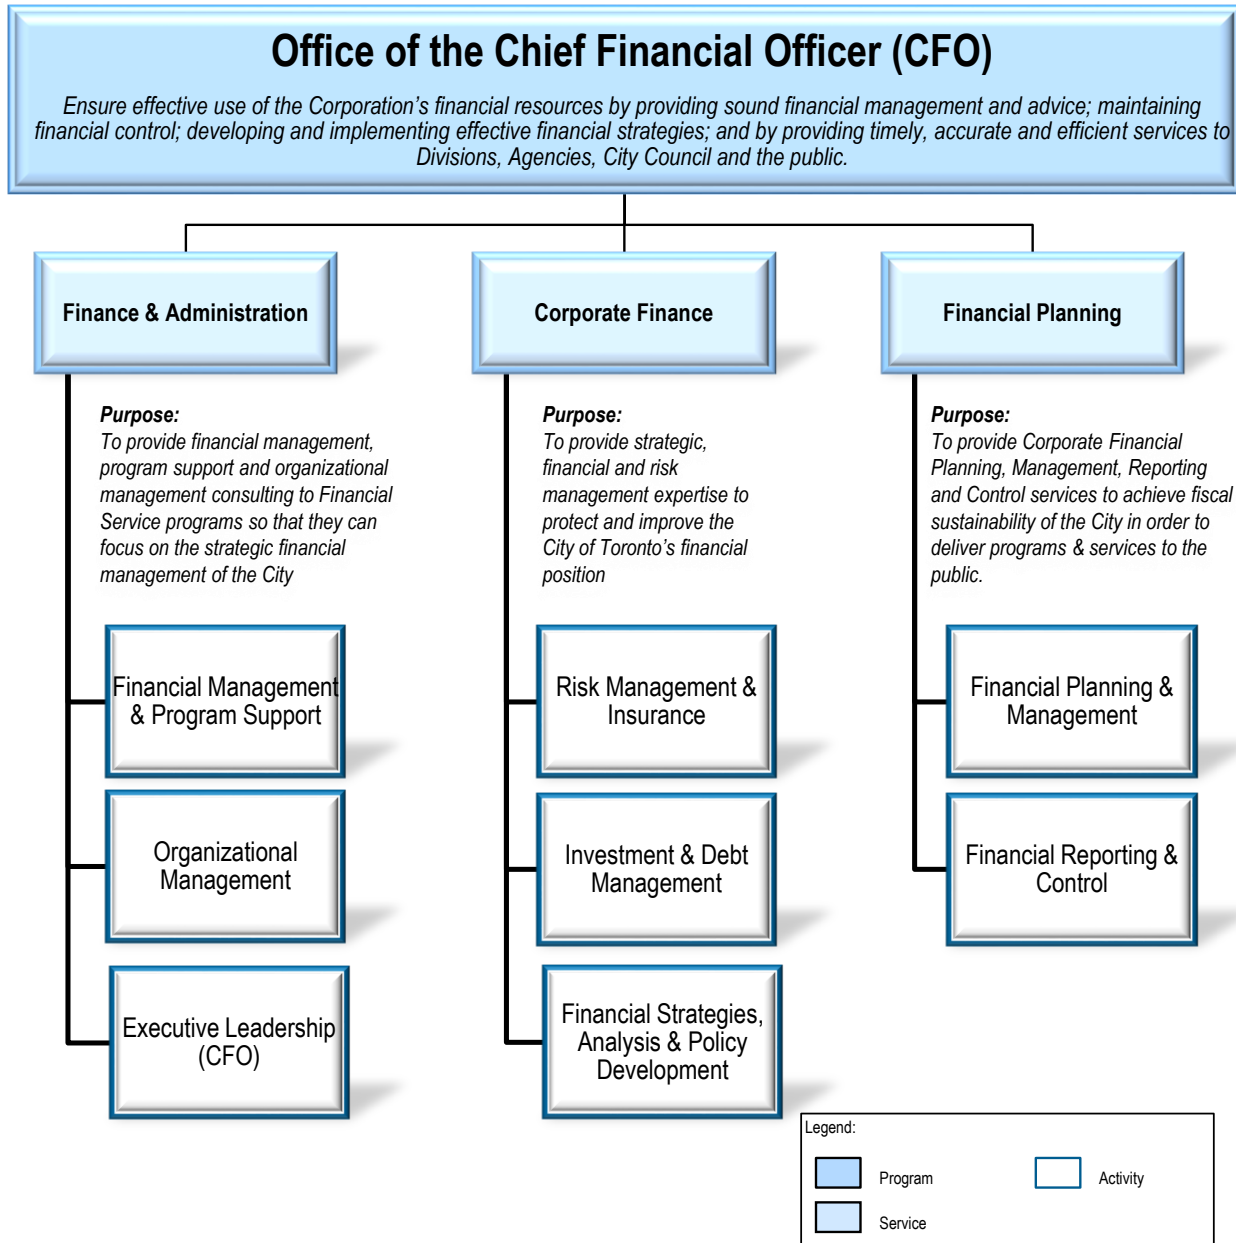 Office of the Chief Financial Officer (CFO)
Ensure effective use of the Corporation's financial resources by providing sound financial management and advice; maintaining
financial control; developing and implementing effective financial strategies; and by providing timely, accurate and efficient services to
Divisions, Agencies, City Council and the public.
Finance & Administration
Purpose:
To provide financial management,
program support and organizational
management consulting to Financial
Service programs so that they can
focus on the strategic financial
management of the City
Financial Management
& Program Support
Organizational
Management
Executive Leadership
(CFO)
Corporate Finance
Purpose:
To provide strategic,
financial and risk
management expertise to
protect and improve the
City of Toronto's financial
position
Risk Management &
Insurance
Investment & Debt
Management
Financial Strategies,
Analysis & Policy
Development
Financial Planning
Purpose:
To provide Corporate Financial
Planning, Management, Reporting
and Control services to achieve fiscal
sustainability of the City in order to
deliver programs & services to the
public.
Financial Planning &
Management
Financial Reporting &
Control
Legend:
Program
Activity
Service